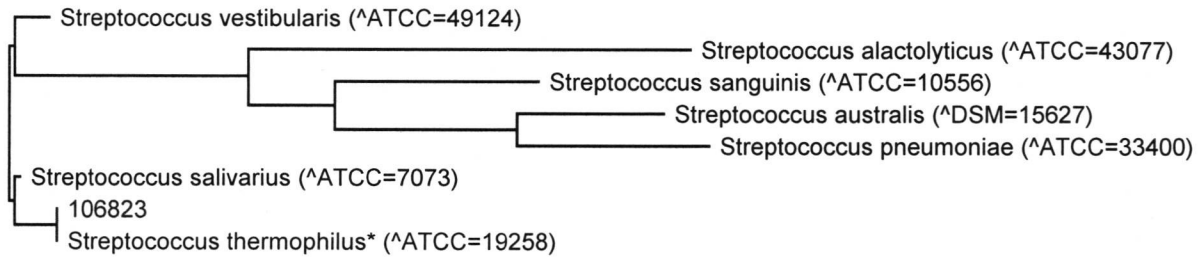 Streptococcus vestibularis (^ATCC=49124)
Streptococcus alactolyticus (^ATCC=43077)
Streptococcus sanguinis (^ATCC=10556)
Streptococcus australis (^DSM=15627)
Streptococcus pneumoniae (^ATCC=33400)
Streptococcus salivarius (^ATCC=7073)
106823
Streptococcus thermophilus* (^ATCC=19258)